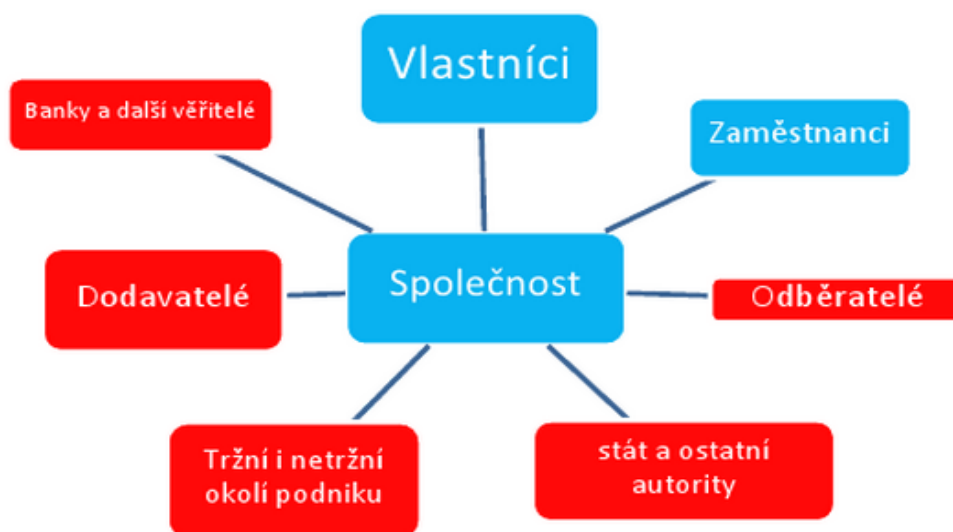 Vlastníci
Banky a další věřitelé
Zaměstnanci
Společnost
Dodavatelé
Odběratelé
Tržní i netržní
okolí podniku
stát a ostatní
autority